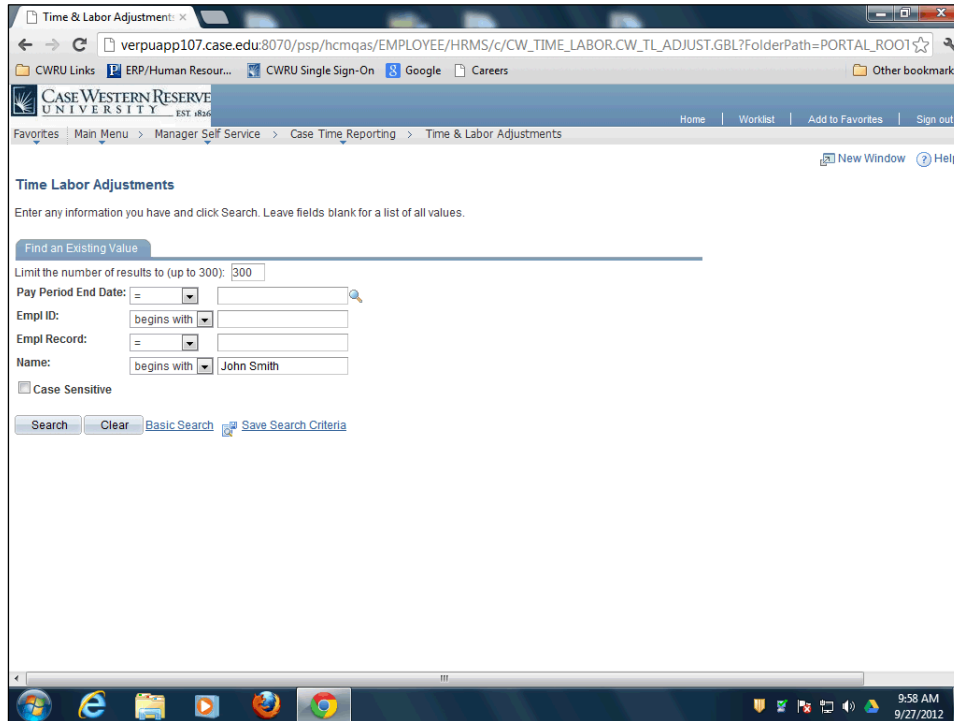 Time & Labor Adjustment
verpuapp107.case.edu:8070/psp/hcmqas/EMPLOYEE/HRMS/c/CW_TIME_LABOR.CW_TL_ADJUST.GBL?FolderPath=PORTAL_ROOT
CWRU Links ERP/Human Resour... CWRU Single Sign-On Google Careers Other bookmark
CASE WESTERN RESERVE
UNIVERSITY EST. 1826
Home | Worklist | Add to Favorites | Sign out
Favorites | Main Menu > Manager Self Service > Case Time Reporting > Time & Labor Adjustments
New Window ? Help
Time Labor Adjustments
Enter any information you have and click Search. Leave fields blank for a list of all values.
Find an Existing Value
Limit the number of results to (up to 300): 300
Pay Period End Date: =
Empl ID: begins with
Empl Record: =
Name: begins with John Smith
Case Sensitive
Search Clear Basic Search Save Search Criteria
9:58 AM
9/27/2012